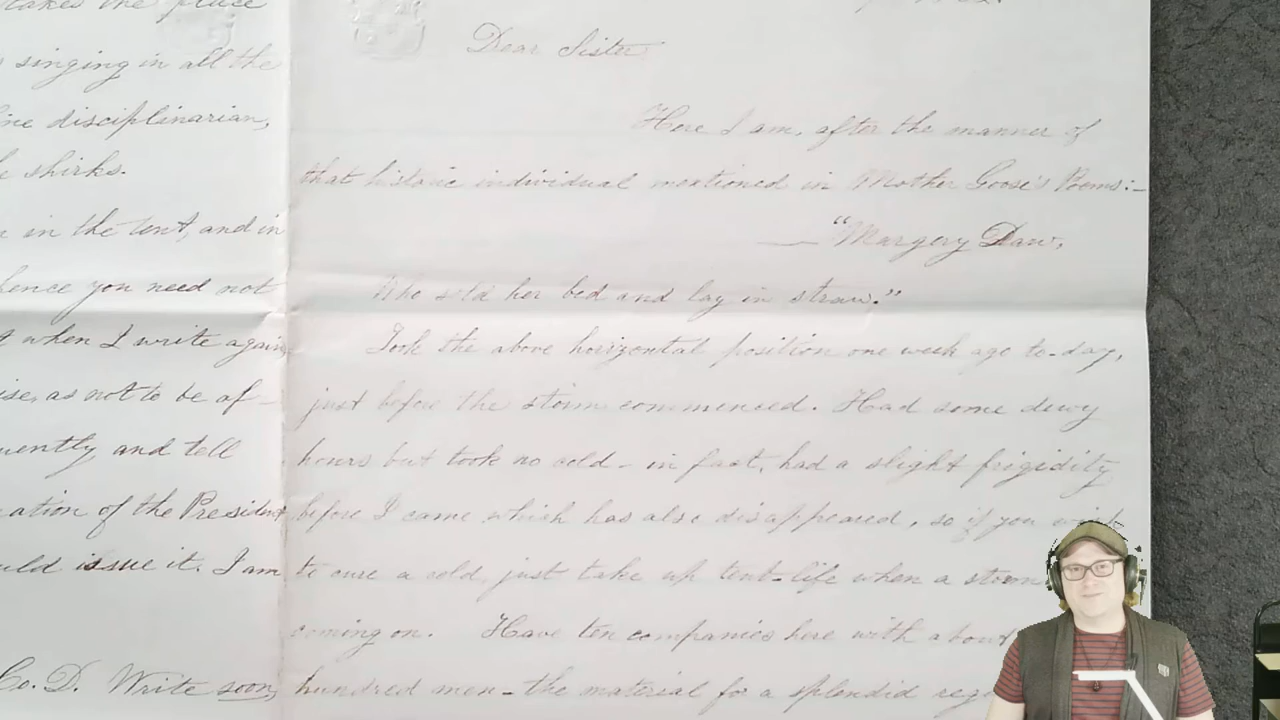 takes the place
singing in all the
disciplinarian,
shirks.
in the tent, and in
hence you need not
when I write again,
as not to be af-
and tell
of the President
issue it. I am
Co. D. Write soon,
Dear Sister
Here I am, after the manner of
that historic individual mentioned in Mother Goose's Poems:-
— "Margery Daw,
Who sold her bed and lay in straw."
Took the above horizontal position one week ago to-day,
just before the storm commenced. Had some dewy
hours but took no cold - in fact, had a slight frigidity
before I came which has also disappeared, so if you wish
to cure a cold, just take up tent-life when a storm
coming on. Have ten companies here with about
hundred men - the material for a splendid